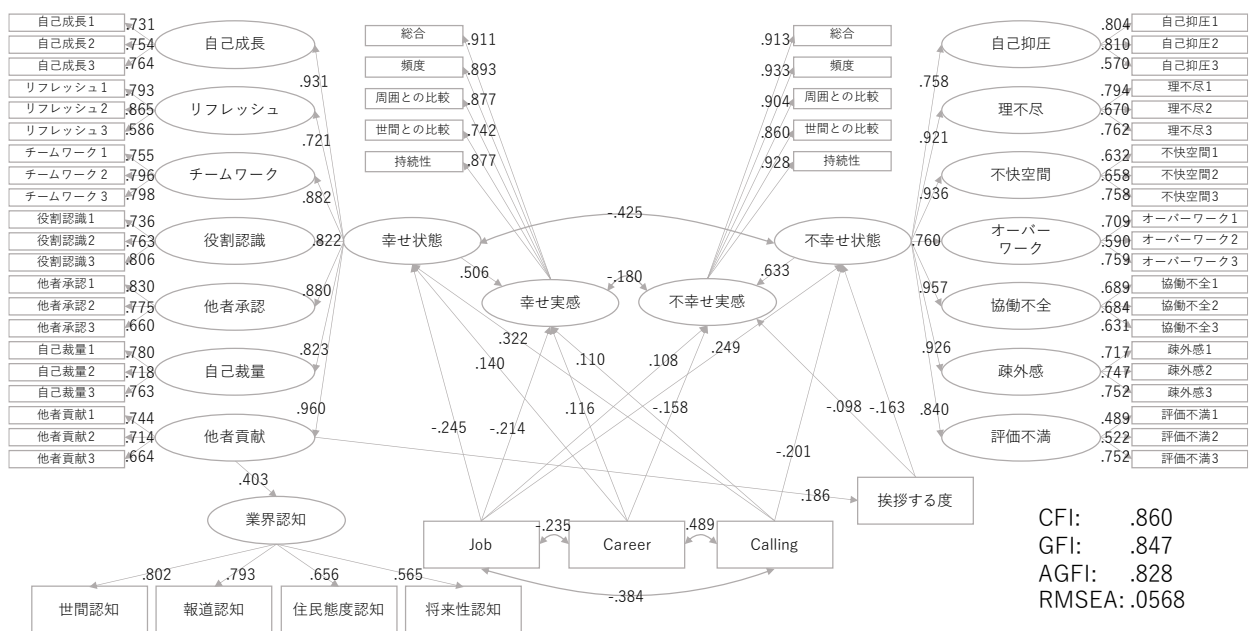 自己成長1
自己成長2
自己成長3
リフレッシュ1
リフレッシュ2
リフレッシュ3
チームワーク1
チームワーク2
チームワーク3
役割認識1
役割認識2
役割認識3
他者承認1
他者承認2
他者承認3
自己裁量1
自己裁量2
自己裁量3
他者貢献1
他者貢献2
他者貢献3
.731
.754
.764
.793
.865
.586
.755
.796
.798
.736
.763
.806
.830
.775
.660
.780
.718
.763
.744
.714
.664
自己成長
リフレッシュ
チームワーク
役割認識
他者承認
自己裁量
他者貢献
.931
.721
.882
.822
.880
.823
.960
総合
頻度
周囲との比較
世間との比較
持続性
.911
.893
.877
.742
.877
幸せ状態
.506
幸せ実感
-.425
-.180
.913
.933
.904
.860
.928
総合
頻度
周囲との比較
世間との比較
持続性
不幸せ状態
.633
不幸せ実感
.758
.921
.936
.760
.957
.926
.840
自己抑圧
理不尽
不快空間
オーバー
ワーク
協働不全
疎外感
評価不満
.804
.810
.570
.794
.670
.762
.632
.658
.758
.709
.590
.759
.689
.684
.631
.717
.747
.752
.489
.522
.752
自己抑圧1
自己抑圧2
自己抑圧3
理不尽1
理不尽2
理不尽3
不快空間1
不快空間2
不快空間3
オーバーワーク1
オーバーワーク2
オーバーワーク3
協働不全1
協働不全2
協働不全3
疎外感1
疎外感2
疎外感3
評価不満1
評価不満2
評価不満3
.322
.140
.110
.108
.249
.116
-.158
-.245
-.214
-.098
-.163
-.201
.186
挨拶する度
.403
業界認知
.802
.793
.656
.565
世間認知
報道認知
住民態度認知
将来性認知
Job
-.235
Career
.489
Calling
-.384
CFI: .860
GFI: .847
AGFI: .828
RMSEA: .0568